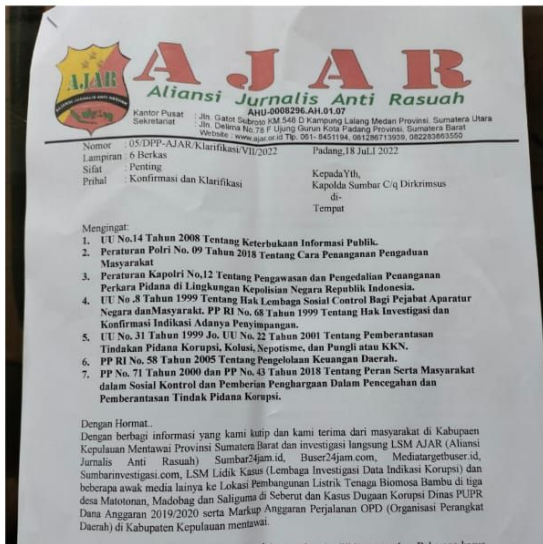 AJAR
AJAR
Aliansi Jurnalis Anti Rasuah
AHU-0008296.AH.01.07
Kantor Pusat : Jln. Gatot Subroto KM.548 D Kampung Lalang Medan Provinsi. Sumatera Utara
Sekretariat : Jln. Delima No.78 F Ujung Gurun Kota Padang Provinsi. Sumatera Barat
Website : www.ajar.or.id Tlp. 061- 8451194, 081286713939, 082283663550
Nomor : 05/DPP-AJAR/Klarifikasi/VII/2022 Padang,18 JuLI 2022
Lampiran : 6 Berkas
Sifat : Penting KepadaYth,
Prihal : Konfirmasi dan Klarifikasi Kapolda Sumbar C/q Dirkrimsus
di-
Tempat
Mengingat:
1. UU No.14 Tahun 2008 Tentang Keterbukaan Informasi Publik.
2. Peraturan Polri No. 09 Tahun 2018 Tentang Cara Penanganan Pengaduan
Masyarakat
3. Peraturan Kapolri No,12 Tentang Pengawasan dan Pengedalian Penanganan
Perkara Pidana di Lingkungan Kepolisian Negara Republik Indonesia.
4. UU No ,8 Tahun 1999 Tentang Hak Lembaga Sosial Control Bagi Pejabat Aparatur
Negara danMasyarakt. PP RI No. 68 Tahun 1999 Tentang Hak Investigasi dan
Konfirmasi Indikasi Adanya Penyimpangan.
5. UU No. 31 Tahun 1999 Jo. UU No. 22 Tahun 2001 Tentang Pemberantasan
Tindakan Pidana Korupsi, Kolusi, Nepotisme, dan Pungli atau KKN.
6. PP RI No. 58 Tahun 2005 Tentang Pengelolaan Keuangan Daerah.
7. PP No. 71 Tahun 2000 dan PP No. 43 Tahun 2018 Peran Serta Masyarakat
dalam Sosial Kontrol dan Pemberian Penghargaan Dalam Pencegahan dan
Pemberantasan Tindak Pidana Korupsi.
Dengan Hormat..
Dengan berbagai informasi yang kami kutip dan kami terima dari masyarakat di Kabupaen
Kepulauan Mentawai Provinsi Sumatera Barat dan investigasi langsung LSM AJAR (Aliansi
Jurnalis Anti Rasuah) Sumbar24jam.id, Buser24jam.com, Mediatargetbuser.id,
Sumbarinvestigasi.com, LSM Lidik Kasus (Lembaga Investigasi Data Indikasi Korupsi) dan
beberapa awak media lainya ke Lokasi Pembangunan Listrik Tenaga Biomosa Bambu di tiga
desa Matotonan, Madobag dan Saliguma di Seberut dan Kasus Dugaan Korupsi Dinas PUPR
Dana Anggaran 2019/2020 serta Markup Anggaran Perjalanan OPD (Organisasi Perangkat
Daerah) di Kabupaten Kepulauan mentawai.